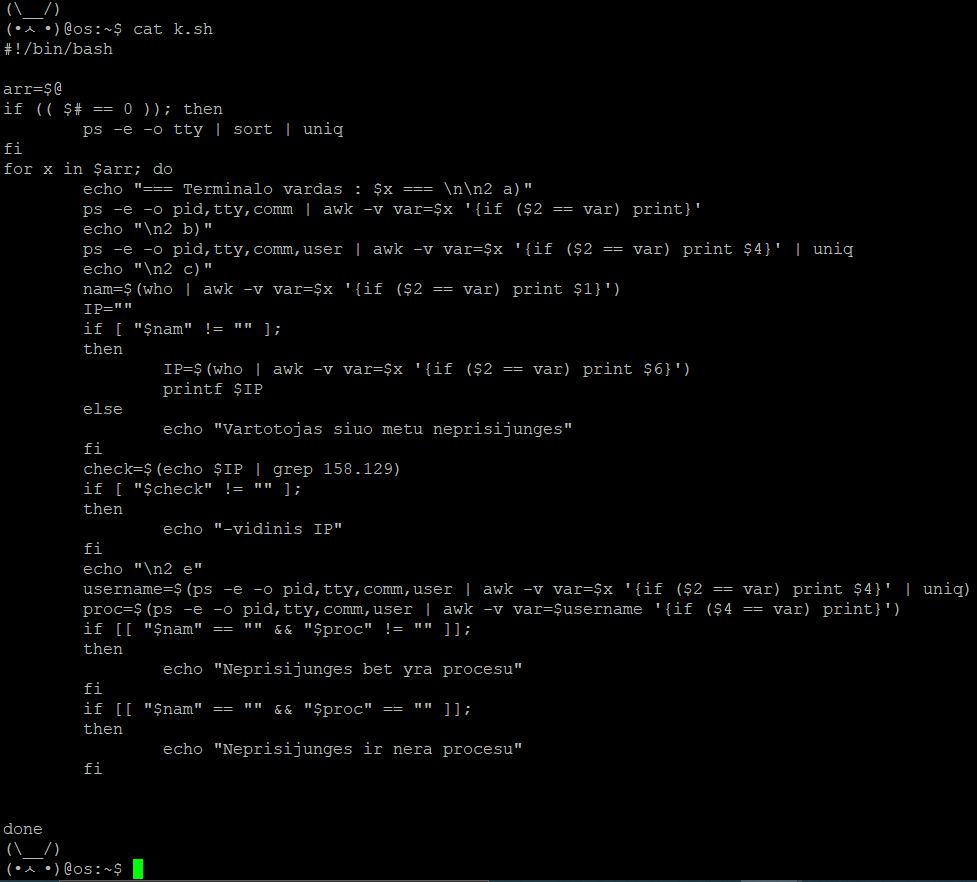 (\__/)
(•ㅅ•)@os:~$ cat k.sh
#!/bin/bash

arr=$@
if (( $# == 0 )); then
        ps -e -o tty | sort | uniq
fi
for x in $arr; do
        echo "=== Terminalo vardas : $x === \n\n2 a)"
        ps -e -o pid,tty,comm | awk -v var=$x '{if ($2 == var) print}'
        echo "\n2 b)"
        ps -e -o pid,tty,comm,user | awk -v var=$x '{if ($2 == var) print $4}' | uniq
        echo "\n2 c)"
        nam=$(who | awk -v var=$x '{if ($2 == var) print $1}')
        IP=""
        if [ "$nam" != "" ];
        then
                IP=$(who | awk -v var=$x '{if ($2 == var) print $6}')
                printf $IP
        else
                echo "Vartotojas siuo metu neprisijunges"
        fi
        check=$(echo $IP | grep 158.129)
        if [ "$check" != "" ];
        then
                echo "-vidinis IP"
        fi
        echo "\n2 e"
        username=$(ps -e -o pid,tty,comm,user | awk -v var=$x '{if ($2 == var) print $4}' | uniq)
        proc=$(ps -e -o pid,tty,comm,user | awk -v var=$username '{if ($4 == var) print}')
        if [[ "$nam" == "" && "$proc" != "" ]];
        then
                echo "Neprisijunges bet yra procesu"
        fi
        if [[ "$nam" == "" && "$proc" == "" ]];
        then
                echo "Neprisijunges ir nera procesu"
        fi


done
(\__/)
(•ㅅ•)@os:~$